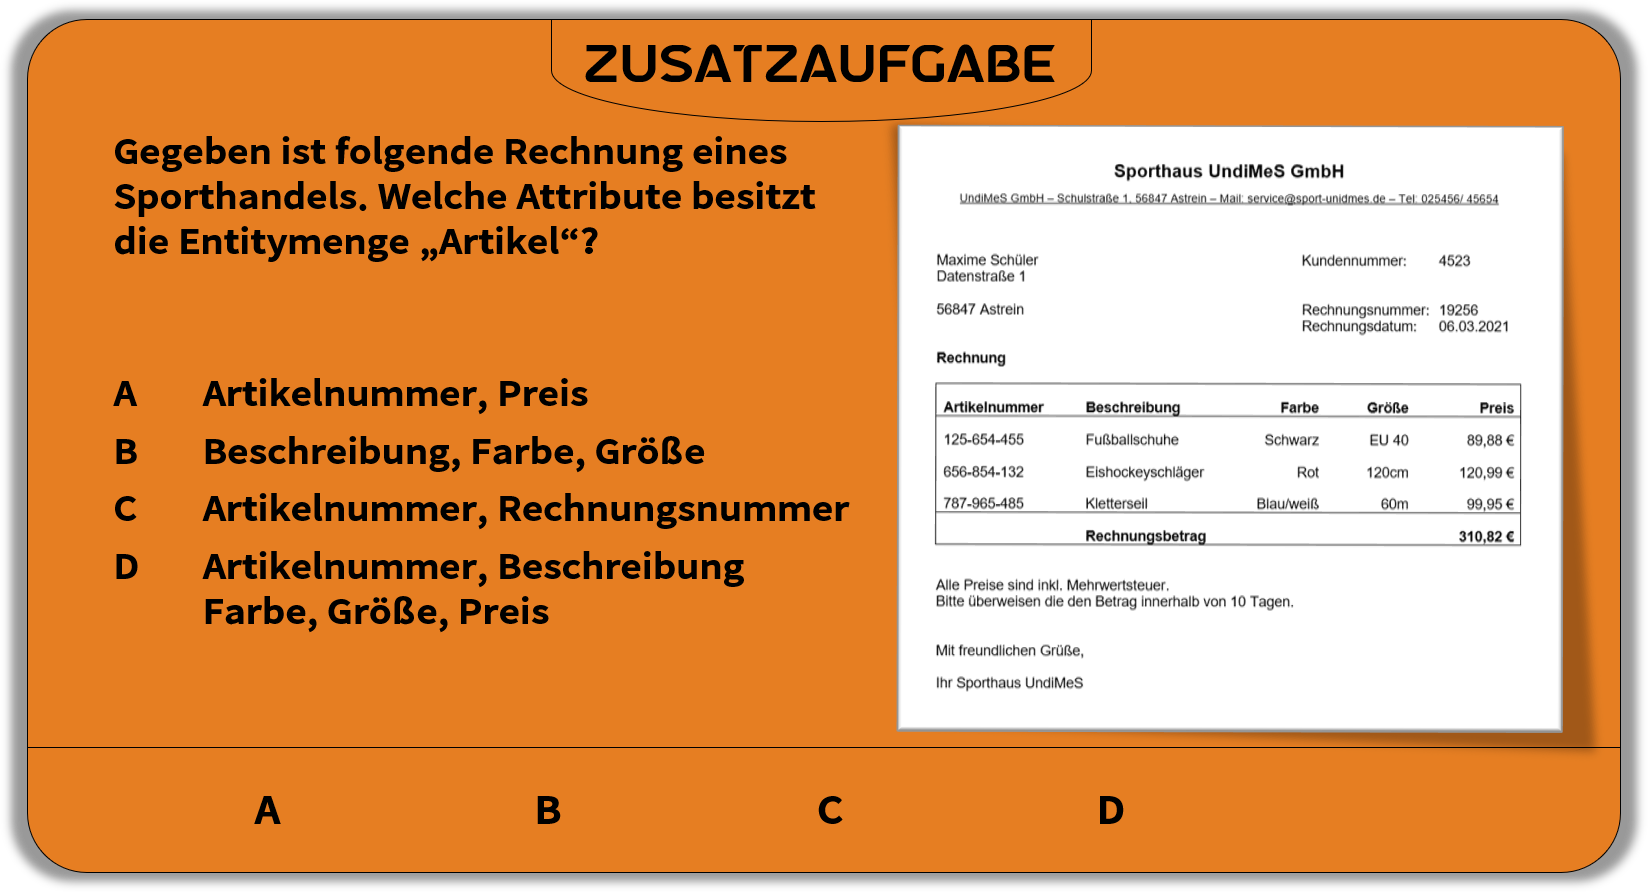 ZUSATZAUFGABE
Gegeben ist folgende Rechnung eines
Sporthandels. Welche Attribute besitzt
die Entitymenge „Artikel“?
A Artikelnummer, Preis
B Beschreibung, Farbe, Größe
C Artikelnummer, Rechnungsnummer
D Artikelnummer, Beschreibung
Farbe, Größe, Preis
Sporthaus UndiMeS GmbH
UndiMeS GmbH – Schulstraße 1, 56847 Astrein – Mail: service@sport-unidmes.de – Tel: 025456/ 45654
Maxime Schüler Kundennummer: 4523
Datenstraße 1
56847 Astrein Rechnungsnummer: 19256
Rechnungsdatum: 06.03.2021
Rechnung
Artikelnummer Beschreibung Farbe Größe Preis
125-654-455 Fußballschuhe Schwarz EU 40 89,88 €
656-854-132 Eishockeyschläger Rot 120cm 120,99 €
787-965-485 Kletterseil Blau/weiß 60m 99,95 €
Rechnungsbetrag 310,82 €
Alle Preise sind inkl. Mehrwertsteuer.
Bitte überweisen die den Betrag innerhalb von 10 Tagen.
Mit freundlichen Grüße,
Ihr Sporthaus UndiMeS
A B C D